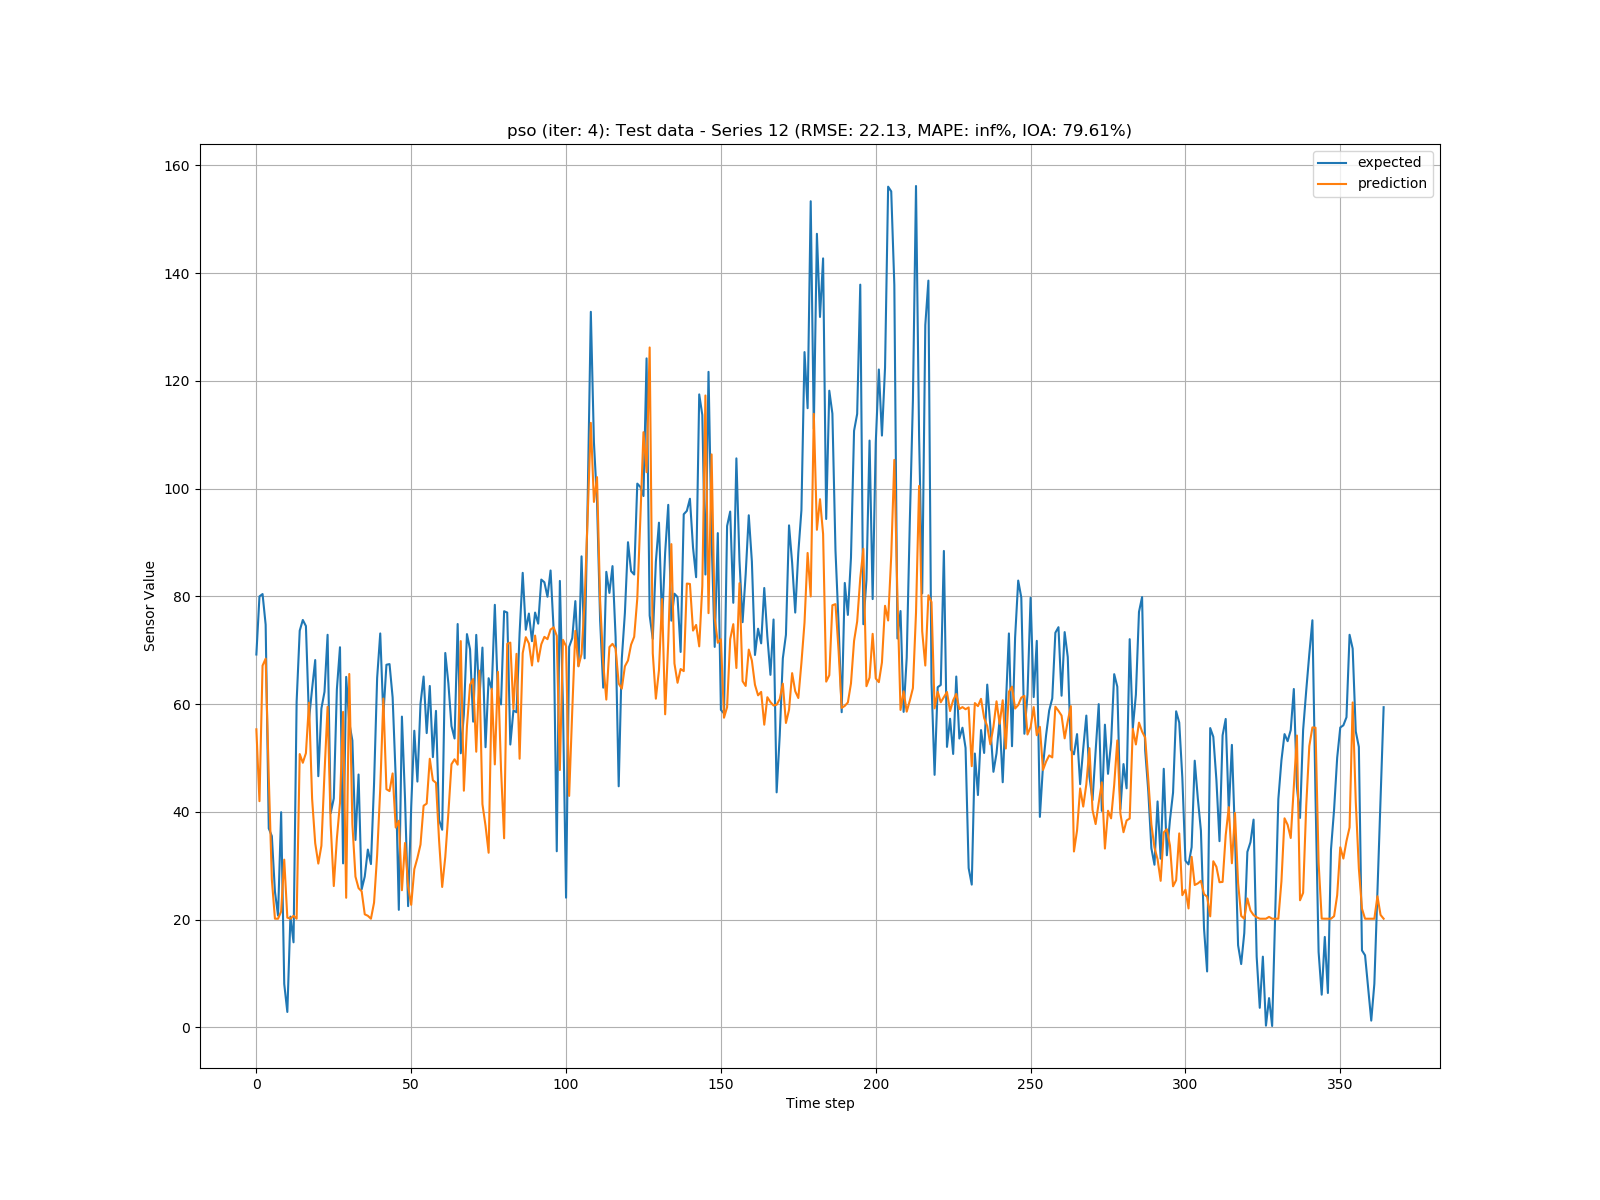 pso (iter: 4): Test data - Series 12 (RMSE: 22.13, MAPE: inf%, IOA: 79.61%)
expected
prediction
160
140
120
100
80
60
40
20
0
Sensor Value
0 50 100 150 200 250 300 350
Time step